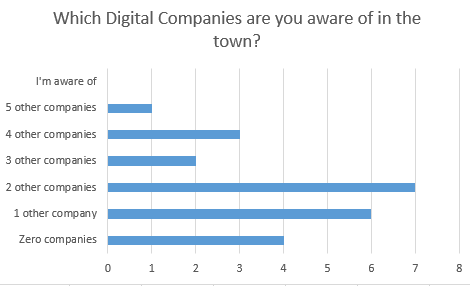 Which Digital Companies are you aware of in the
town?
I'm aware of
5 other companies
4 other companies
3 other companies
2 other companies
1 other company
Zero companies
0 1 2 3 4 5 6 7 8